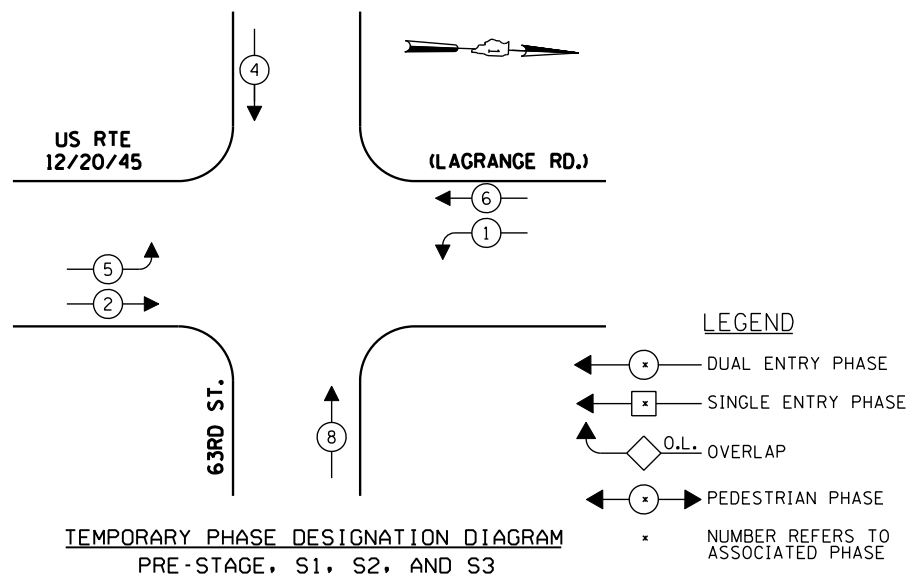 4
US RTE
12/20/45
(LAGRANGE RD.)
6
1
5
2
63RD ST.
8
LEGEND
* DUAL ENTRY PHASE
* SINGLE ENTRY PHASE
O.L. OVERLAP
* PEDESTRIAN PHASE
* NUMBER REFERS TO
ASSOCIATED PHASE
TEMPORARY PHASE DESIGNATION DIAGRAM
PRE-STAGE, S1, S2, AND S3